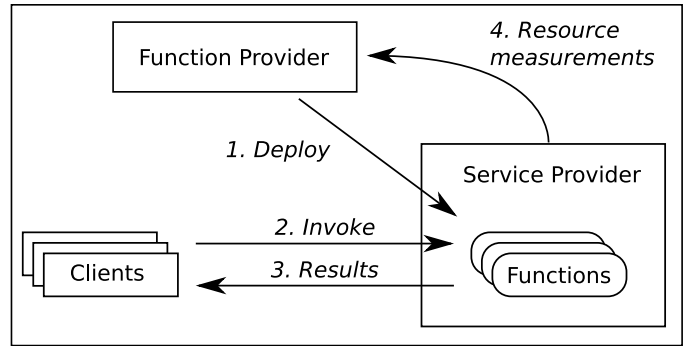 4. Resource
measurements
Function Provider
1. Deploy
Service Provider
2. Invoke
3. Results
Clients
Functions